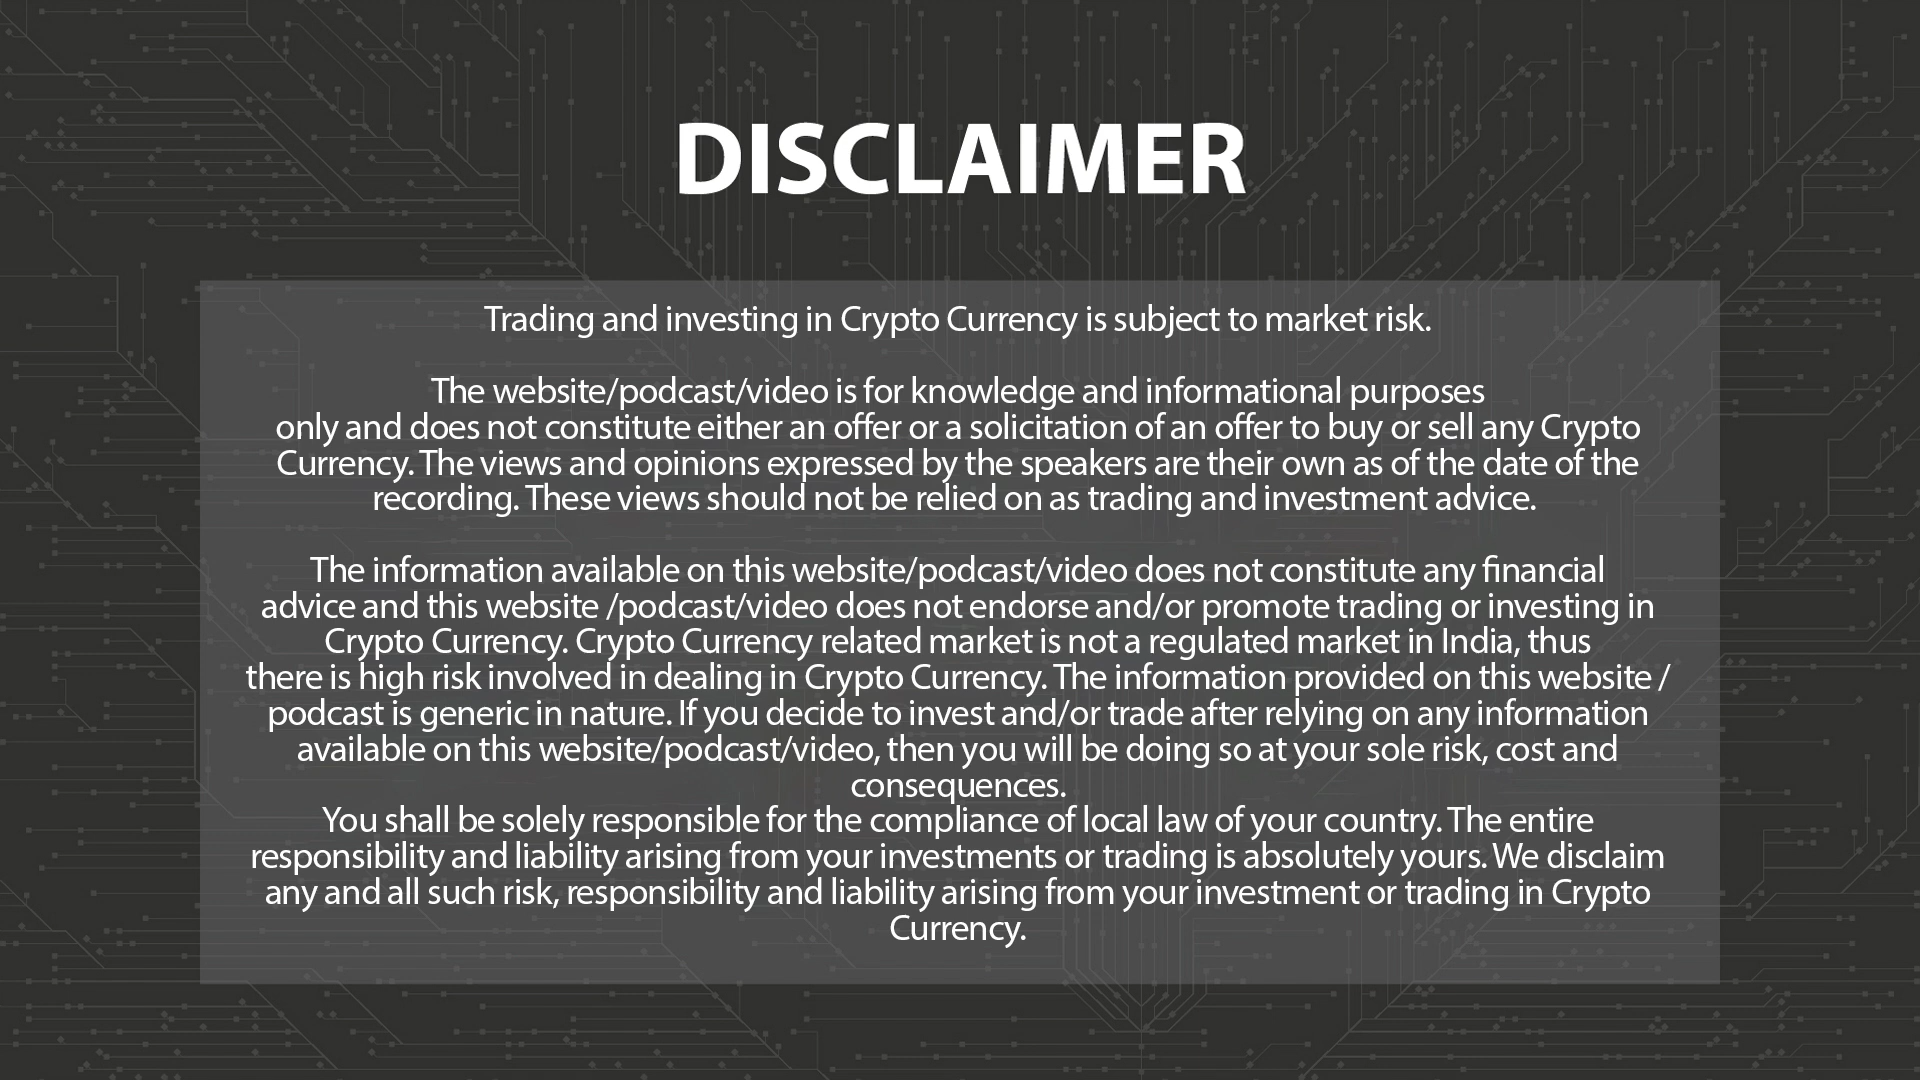 DISCLAIMER
Trading and investing in Crypto Currency is subject to market risk.
The website/podcast/video is for knowledge and informational purposes
only and does not constitute either an offer or a solicitation of an offer to buy or sell any Crypto
Currency. The views and opinions expressed by the speakers are their own as of the date of the
recording. These views should not be relied on as trading and investment advice.
The information available on this website/podcast/video does not constitute any financial
advice and this website /podcast/video does not endorse and/or promote trading or investing in
Crypto Currency. Crypto Currency related market is not a regulated market in India, thus
there is high risk involved in dealing in Crypto Currency. The information provided on this website /
podcast is generic in nature. If you decide to invest and/or trade after relying on any information
available on this website/podcast/video, then you will be doing so at your sole risk, cost and
consequences.
You shall be solely responsible for the compliance of local law of your country. The entire
responsibility and liability arising from your investments or trading is absolutely yours. We disclaim
any and all such risk, responsibility and liability arising from your investment or trading in Crypto
Currency.